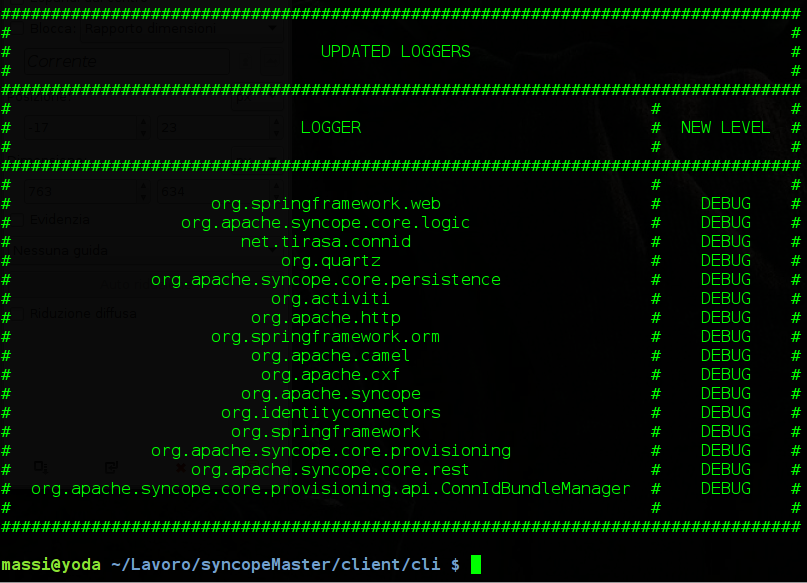 ################################################################################
# #
# UPDATED LOGGERS #
# #
################################################################################
# # #
# LOGGER # NEW LEVEL #
# # #
################################################################################
# # #
# org.springframework.web # DEBUG #
# org.apache.syncope.core.logic # DEBUG #
# net.tirasa.connid # DEBUG #
# org.quartz # DEBUG #
# org.apache.syncope.core.persistence # DEBUG #
# org.activiti # DEBUG #
# org.apache.http # DEBUG #
# org.springframework.orm # DEBUG #
# org.apache.camel # DEBUG #
# org.apache.cxf # DEBUG #
# org.apache.syncope # DEBUG #
# org.identityconnectors # DEBUG #
# org.springframework # DEBUG #
# org.apache.syncope.core.provisioning # DEBUG #
# org.apache.syncope.core.rest # DEBUG #
# org.apache.syncope.core.provisioning.api.ConnIdBundleManager # DEBUG #
# # #
################################################################################
massi@yoda ~/Lavoro/syncopeMaster/client/cli $